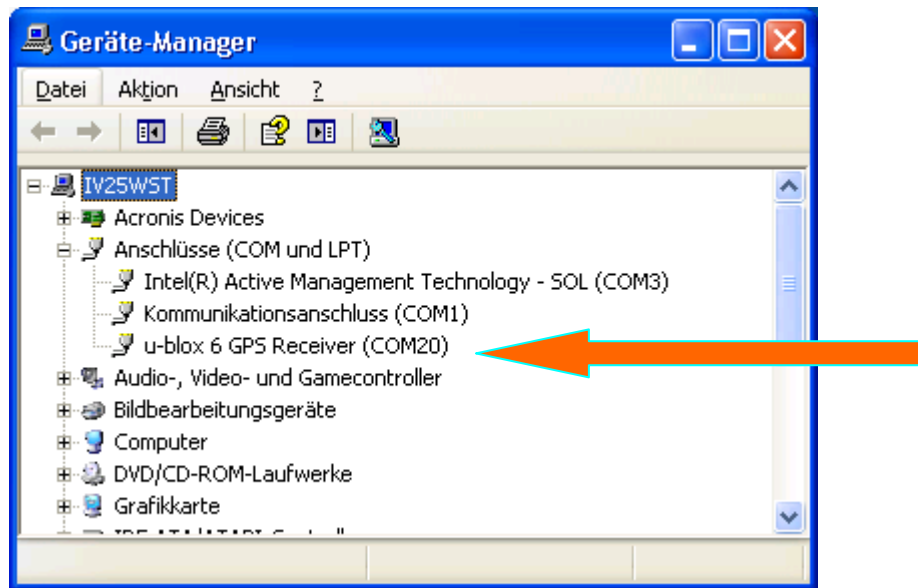 Geräte-Manager
Datei Aktion Ansicht ?
IV25WST
Acronis Devices
Anschlüsse (COM und LPT)
Intel(R) Active Management Technology - SOL (COM3)
Kommunikationsanschluss (COM1)
u-blox 6 GPS Receiver (COM20)
Audio-, Video- und Gamecontroller
Bildbearbeitungsgeräte
Computer
DVD/CD-ROM-Laufwerke
Grafikkarte